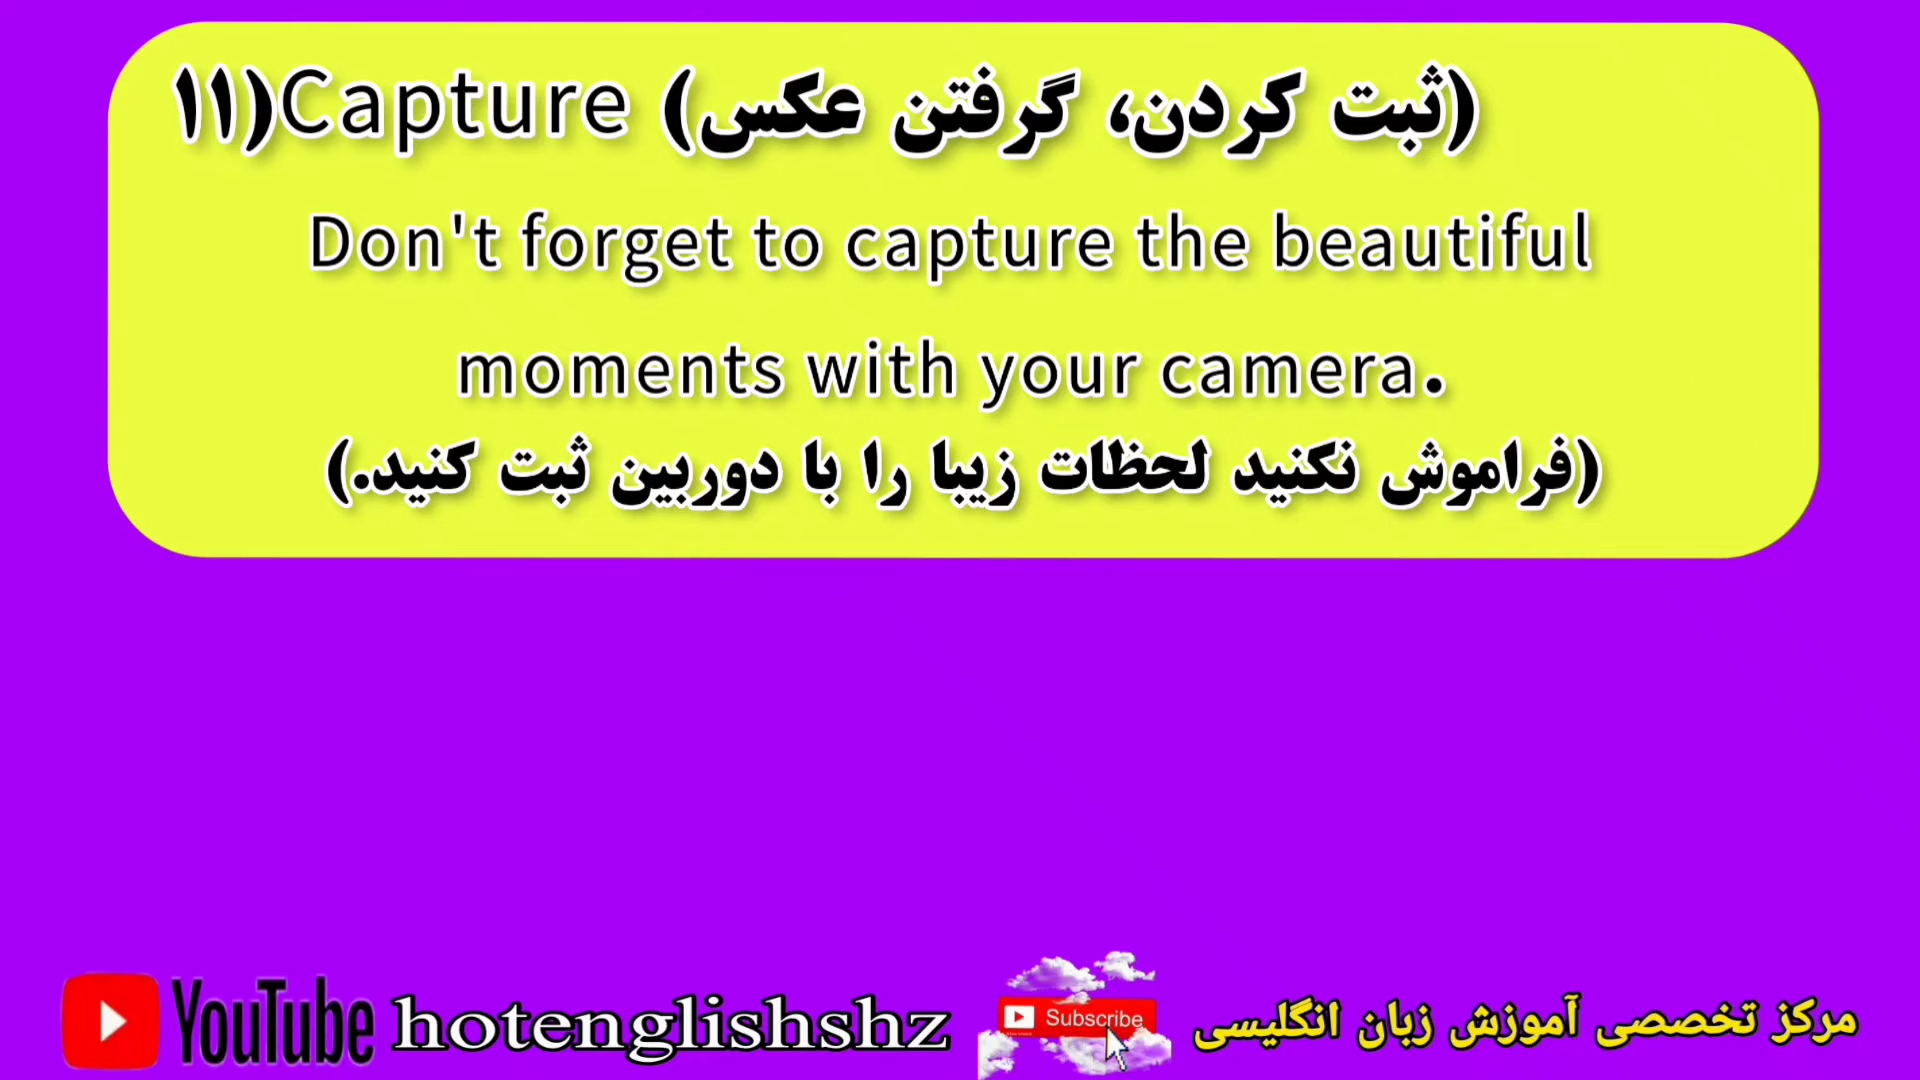 ۱۱)Capture (ثبت کردن، گرفتن عکس)
Don't forget to capture the beautiful
moments with your camera.
(فراموش نکنید لحظات زیبا را با دوربین ثبت کنید.)
YouTube hotenglishshz Subscribe مرکز تخصصی آموزش زبان انگلیسی